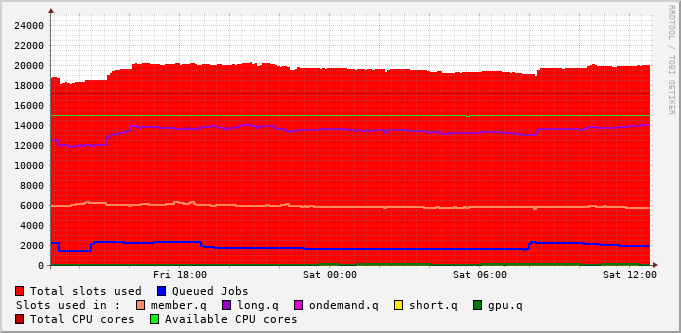 RRDTOOL / TOBI OETIKER
24000
22000
20000
18000
16000
14000
12000
10000
8000
6000
4000
2000
0
Fri 18:00 Sat 00:00 Sat 06:00 Sat 12:00
Total slots used Queued Jobs
Slots used in : member.q long.q ondemand.q short.q gpu.q
Total CPU cores Available CPU cores